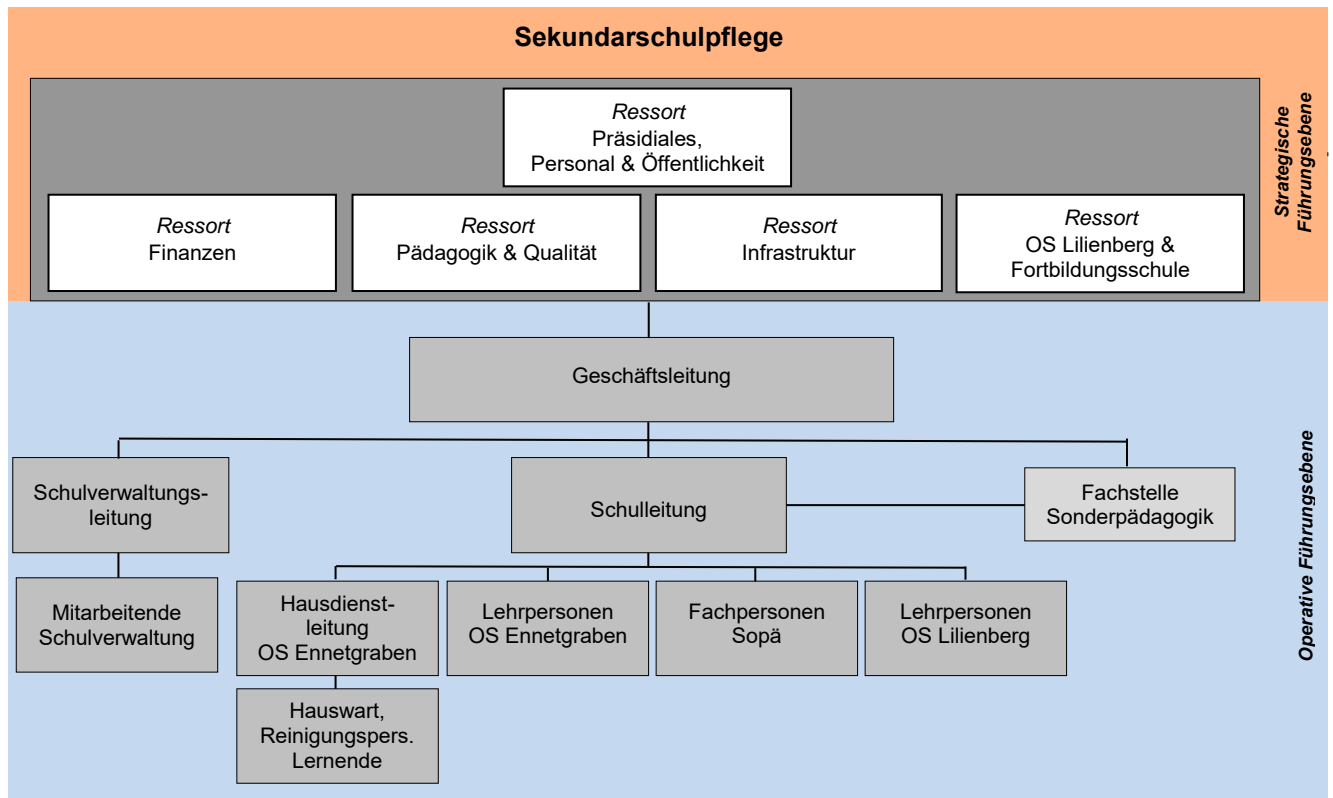 Sekundarschulpflege
Ressort
Präsidiales,
Personal & Öffentlichkeit
Ressort
Finanzen
Ressort
Pädagogik & Qualität
Ressort
Infrastruktur
Ressort
OS Lilienberg &
Fortbildungsschule
Strategische
Führungsebene
Geschäftsleitung
Schulverwaltungs-
leitung
Schulleitung
Fachstelle
Sonderpädagogik
Mitarbeitende
Schulverwaltung
Hausdienst-
leitung
OS Ennetgraben
Lehrpersonen
OS Ennetgraben
Fachpersonen
Sopä
Lehrpersonen
OS Lilienberg
Hauswart,
Reinigungspers.
Lernende
Operative Führungsebene